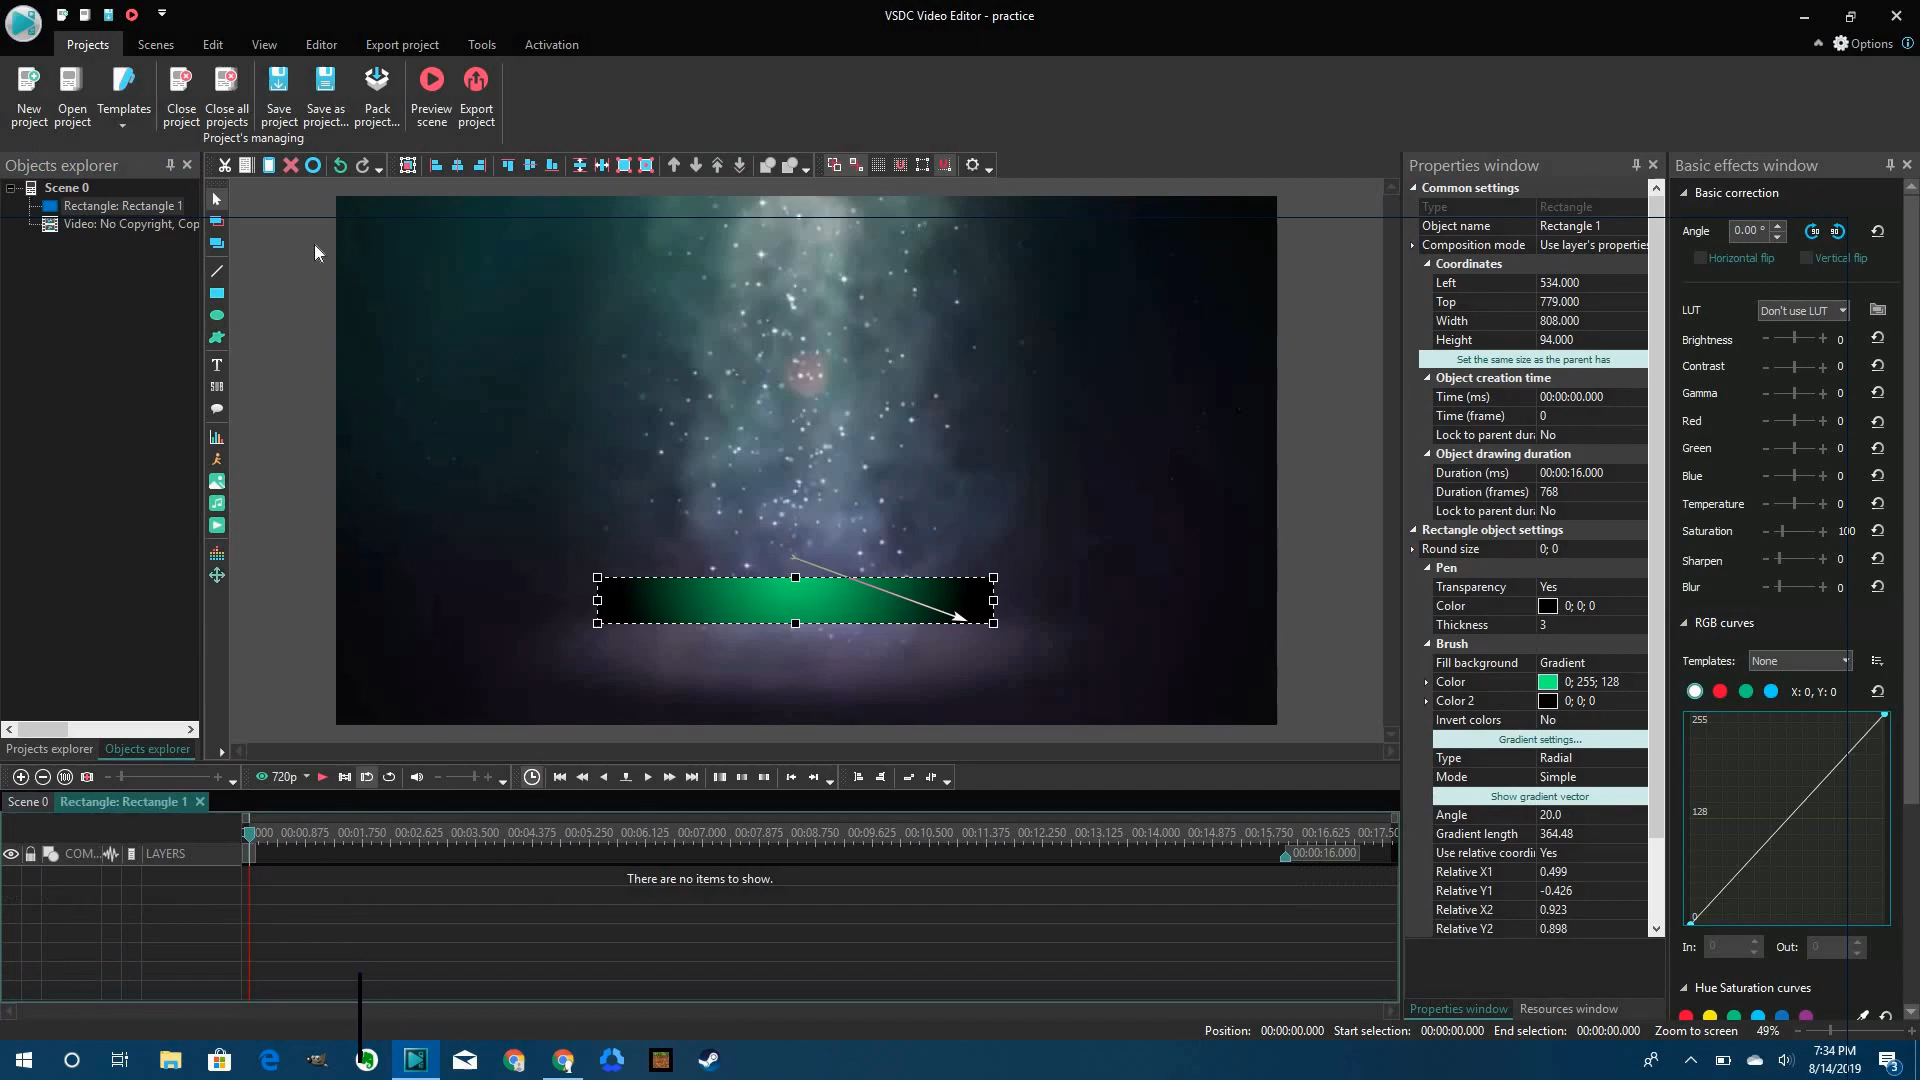 VSDC Video Editor - practice
Projects Scenes Edit View Editor Export project Tools Activation
Options
New project
Open project
Templates
Close project
Close all projects
Save project
Save as project...
Pack project...
Preview scene
Export project
Project's managing
Objects explorer
Scene 0
Rectangle: Rectangle 1
Video: No Copyright, Cop
Projects explorer Objects explorer
T
SUB
Properties window
Common settings
Type Rectangle
Object name Rectangle 1
Composition mode Use layer's properties
Coordinates
Left 534.000
Top 779.000
Width 808.000
Height 94.000
Set the same size as the parent has
Object creation time
Time (ms) 00:00:00.000
Time (frame) 0
Lock to parent dura No
Object drawing duration
Duration (ms) 00:00:16.000
Duration (frames) 768
Lock to parent dura No
Rectangle object settings
Round size 0; 0
Pen
Transparency Yes
Color 0; 0; 0
Thickness 3
Brush
Fill background Gradient
Color 0; 255; 128
Color 2 0; 0; 0
Invert colors No
Gradient settings...
Type Radial
Mode Simple
Show gradient vector
Angle 20.0
Gradient length 364.48
Use relative coordin Yes
Relative X1 0.499
Relative Y1 -0.426
Relative X2 0.923
Relative Y2 0.898
Properties window Resources window
Basic effects window
Basic correction
Angle 0.00 ° 90 90
Horizontal flip Vertical flip
LUT Don't use LUT
Brightness 0
Contrast 0
Gamma 0
Red 0
Green 0
Blue 0
Temperature 0
Saturation 100
Sharpen 0
Blur 0
RGB curves
Templates: None
X: 0, Y: 0
255
128
0
In: 0 Out: 0
Hue Saturation curves
720p
Scene 0 Rectangle: Rectangle 1
000 00:00.875 00:01.750 00:02.625 00:03.500 00:04.375 00:05.250 00:06.125 00:07.000 00:07.875 00:08.750 00:09.625 00:10.500 00:11.375 00:12.250 00:13.125 00:14.000 00:14.875 00:15.750 00:16.625 00:17.50
COM... LAYERS
00:00:16.000
There are no items to show.
Position: 00:00:00.000 Start selection: 00:00:00.000 End selection: 00:00:00.000 Zoom to screen 49%
7:34 PM
8/14/2019
3